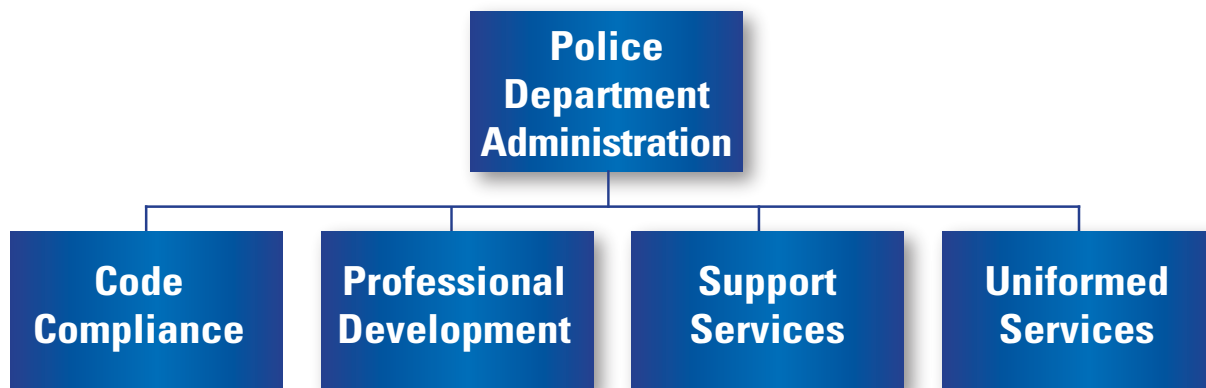 Police
Department
Administration
Code
Compliance
Professional
Development
Support
Services
Uniformed
Services